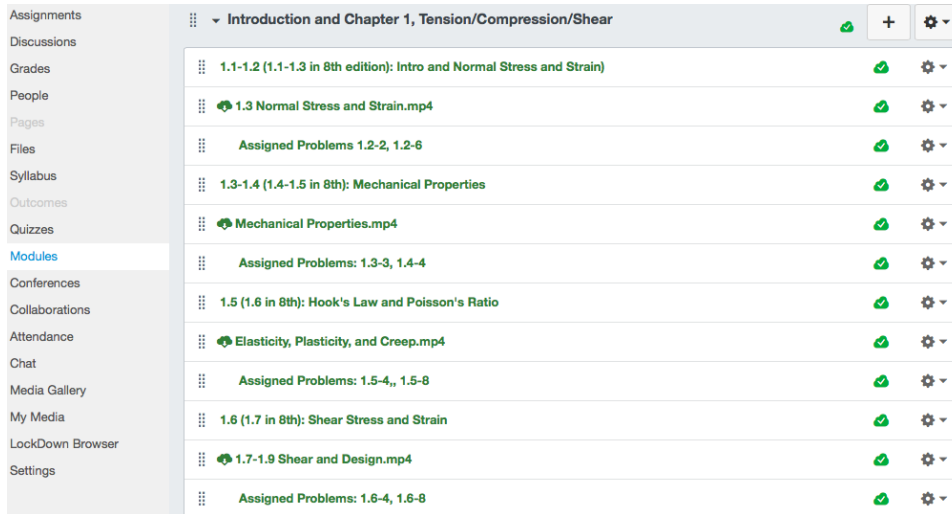 Assignments
Discussions
Grades
People
Pages
Files
Syllabus
Outcomes
Quizzes
Modules
Conferences
Collaborations
Attendance
Chat
Media Gallery
My Media
LockDown Browser
Settings
Introduction and Chapter 1, Tension/Compression/Shear
1.1-1.2 (1.1-1.3 in 8th edition): Intro and Normal Stress and Strain)
1.3 Normal Stress and Strain.mp4
Assigned Problems 1.2-2, 1.2-6
1.3-1.4 (1.4-1.5 in 8th): Mechanical Properties
Mechanical Properties.mp4
Assigned Problems: 1.3-3, 1.4-4
1.5 (1.6 in 8th): Hook's Law and Poisson's Ratio
Elasticity, Plasticity, and Creep.mp4
Assigned Problems: 1.5-4,, 1.5-8
1.6 (1.7 in 8th): Shear Stress and Strain
1.7-1.9 Shear and Design.mp4
Assigned Problems: 1.6-4, 1.6-8